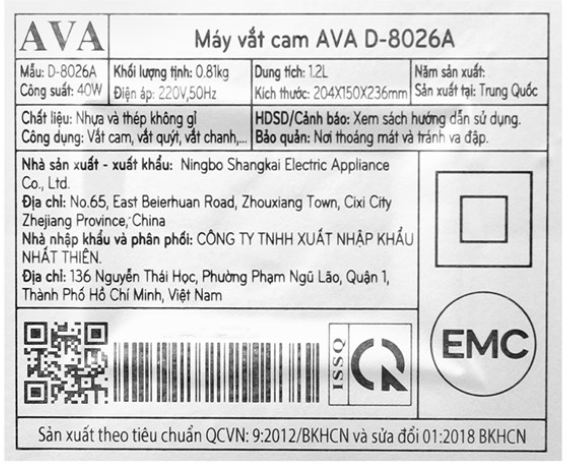 AVA
Máy vắt cam AVA D-8026A
Mẫu: D-8026A
Công suất: 40W
Khối lượng tịnh: 0.81kg
Điện áp: 220V,50Hz
Dung tích: 1.2L
Kích thước: 204X150X236mm
Năm sản xuất:
Sản xuất tại: Trung Quốc
Chất liệu: Nhựa và thép không gỉ
Công dụng: Vắt cam, vắt quýt, vắt chanh,...
HDSD/Cảnh báo: Xem sách hướng dẫn sử dụng.
Bảo quản: Nơi thoáng mát và tránh va đập.
Nhà sản xuất - xuất khẩu: Ningbo Shangkai Electric Appliance
Co., Ltd.
Địa chỉ: No.65, East Beierhuan Road, Zhouxiang Town, Cixi City
Zhejiang Province, China
Nhà nhập khẩu và phân phối: CÔNG TY TNHH XUẤT NHẬP KHẨU
NHẤT THIÊN.
Địa chỉ: 136 Nguyễn Thái Học, Phường Phạm Ngũ Lão, Quận 1,
Thành Phố Hồ Chí Minh, Việt Nam
ISSQ
EMC
Sản xuất theo tiêu chuẩn QCVN: 9:2012/BKHCN và sửa đổi 01:2018 BKHCN